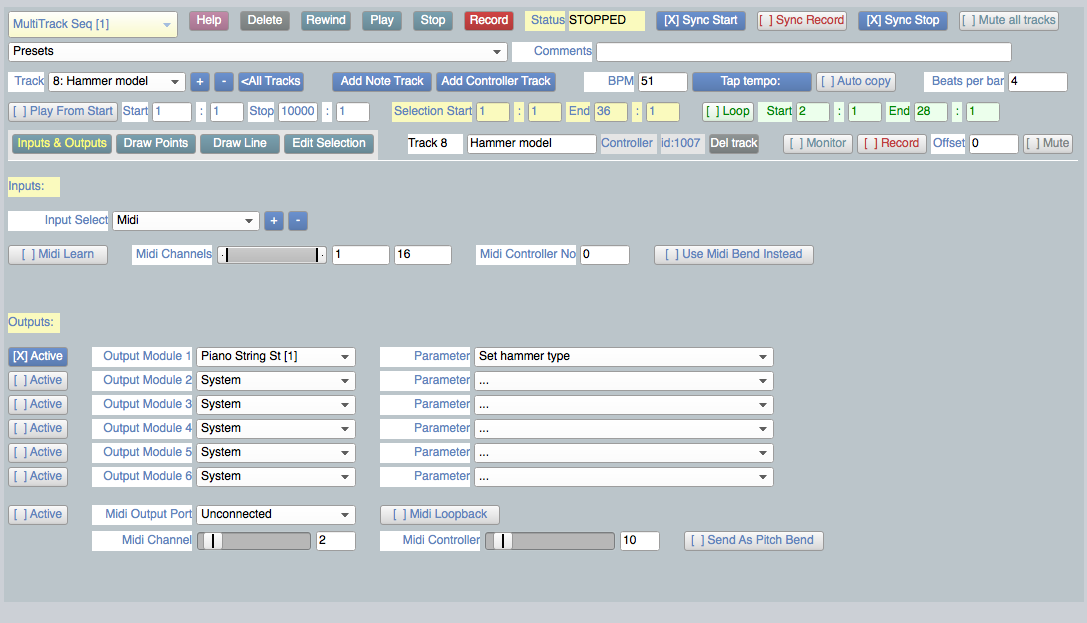 MultiTrack Seq [1] Help Delete Rewind Play Stop Record Status STOPPED [X] Sync Start [ ] Sync Record [X] Sync Stop [ ] Mute all tracks
Presets Comments
Track 8: Hammer model + - <All Tracks Add Note Track Add Controller Track BPM 51 Tap tempo: [ ] Auto copy Beats per bar 4
[ ] Play From Start Start 1 : 1 Stop 10000 : 1 Selection Start 1 : 1 End 36 : 1 [ ] Loop Start 2 : 1 End 28 : 1
Inputs & Outputs Draw Points Draw Line Edit Selection Track 8 Hammer model Controller id:1007 Del track [ ] Monitor [ ] Record Offset 0 [ ] Mute
Inputs:
Input Select Midi + -
[ ] Midi Learn Midi Channels 1 16 Midi Controller No 0 [ ] Use Midi Bend Instead
Outputs:
[X] Active Output Module 1 Piano String St [1] Parameter Set hammer type
[ ] Active Output Module 2 System Parameter ...
[ ] Active Output Module 3 System Parameter ...
[ ] Active Output Module 4 System Parameter ...
[ ] Active Output Module 5 System Parameter ...
[ ] Active Output Module 6 System Parameter ...
[ ] Active Midi Output Port Unconnected [ ] Midi Loopback
Midi Channel 2 Midi Controller 10 [ ] Send As Pitch Bend